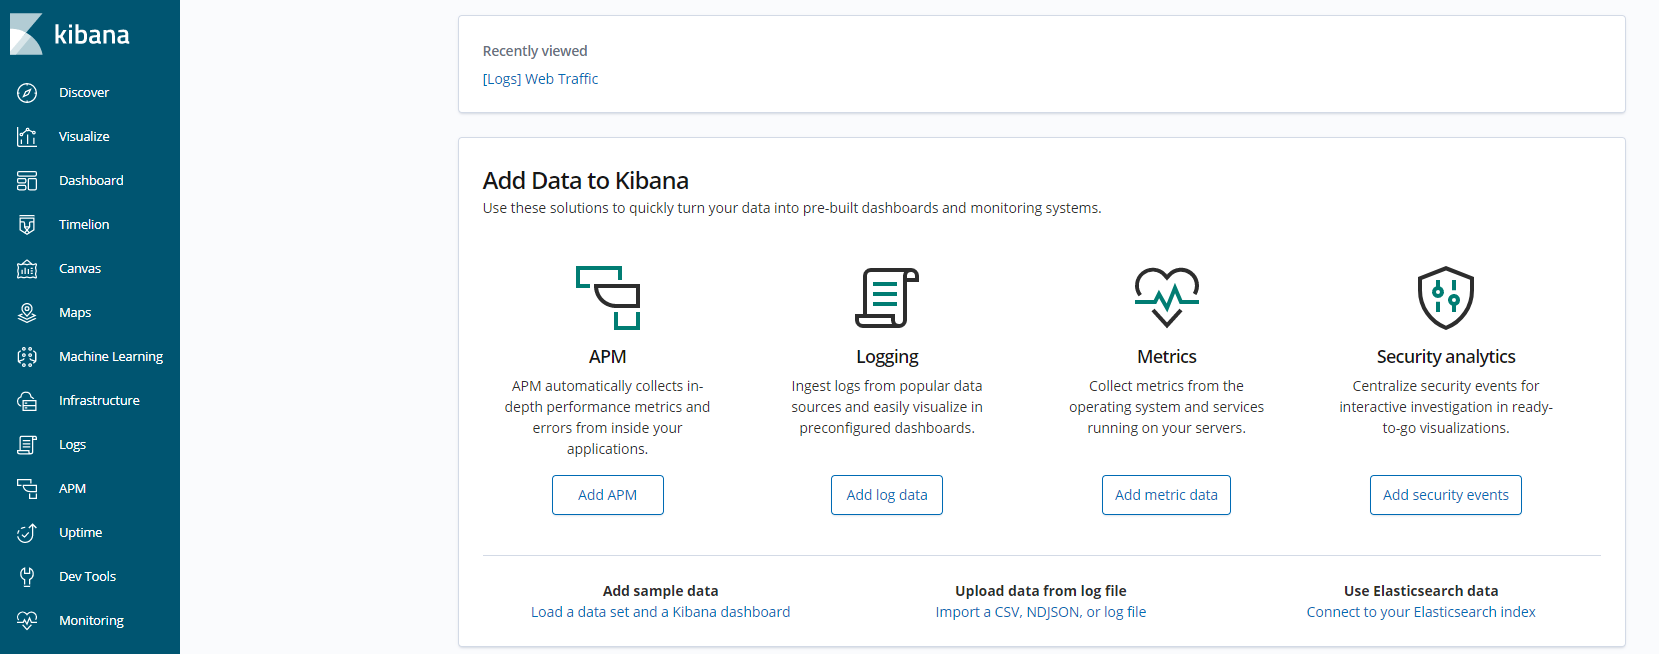 kibana
Discover
Visualize
Dashboard
Timelion
Canvas
Maps
Machine Learning
Infrastructure
Logs
APM
Uptime
Dev Tools
Monitoring
Recently viewed
[Logs] Web Traffic
Add Data to Kibana
Use these solutions to quickly turn your data into pre-built dashboards and monitoring systems.
APM
APM automatically collects in-
depth performance metrics and
errors from inside your
applications.
Add APM
Logging
Ingest logs from popular data
sources and easily visualize in
preconfigured dashboards.
Add log data
Metrics
Collect metrics from the
operating system and services
running on your servers.
Add metric data
Security analytics
Centralize security events for
interactive investigation in ready-
to-go visualizations.
Add security events
Add sample data
Load a data set and a Kibana dashboard
Upload data from log file
Import a CSV, NDJSON, or log file
Use Elasticsearch data
Connect to your Elasticsearch index